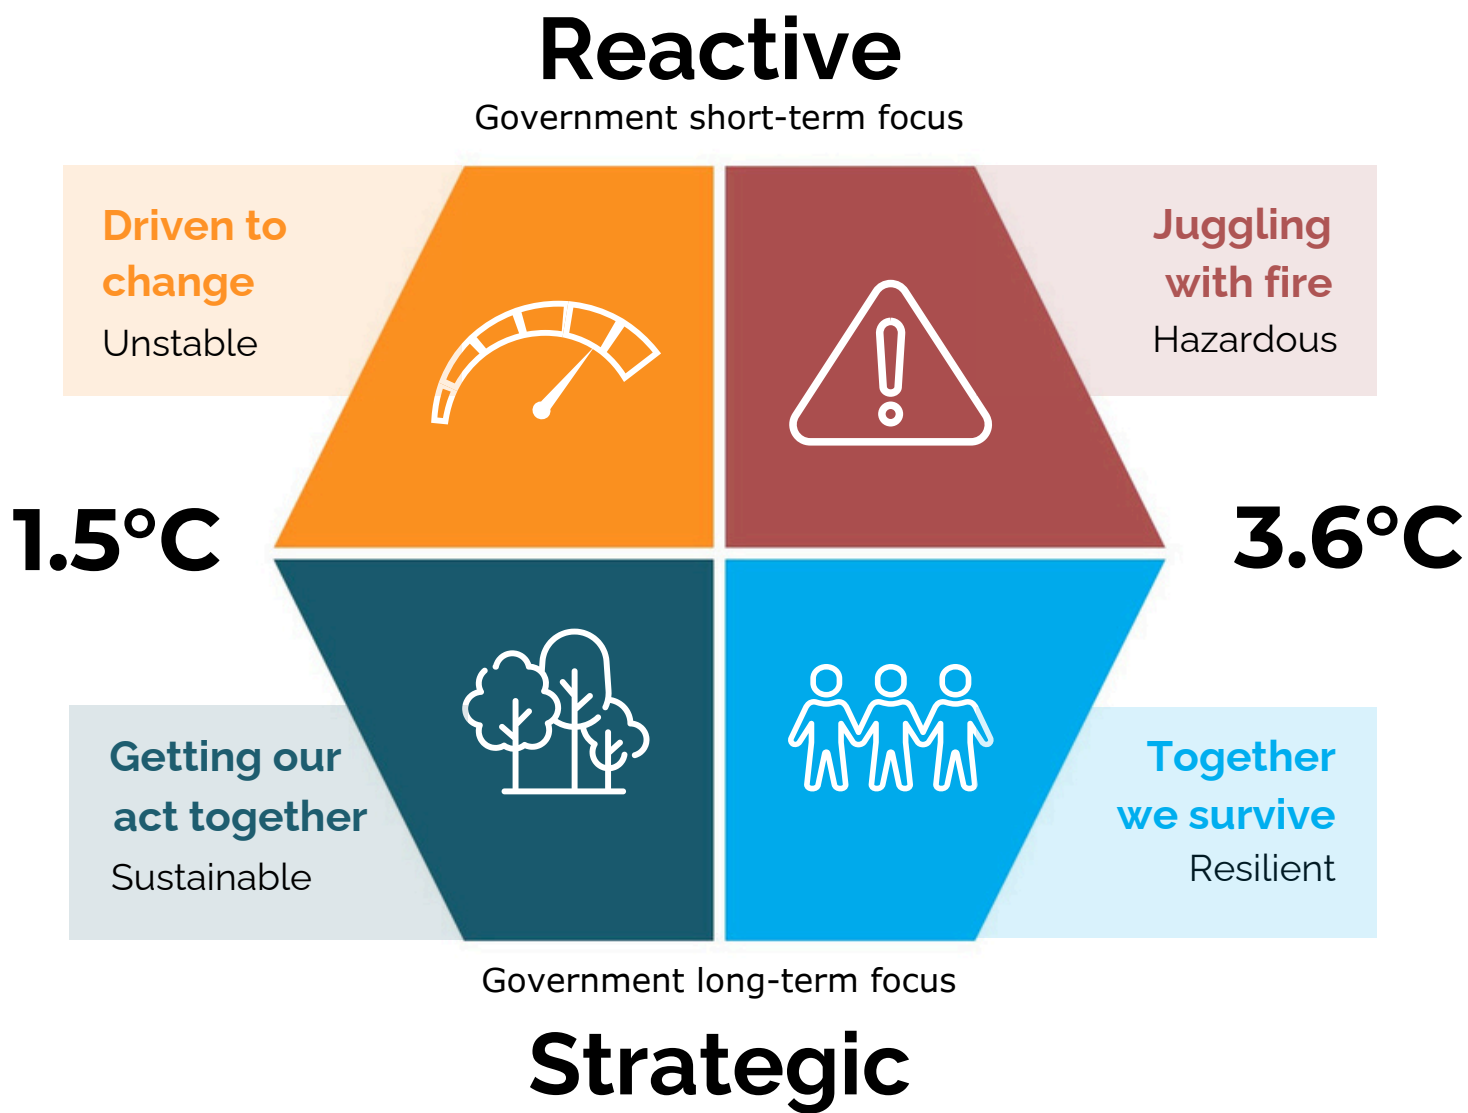 Reactive
Government short-term focus
Driven to
change
Unstable
Juggling
with fire
Hazardous
1.5°C
3.6°C
Getting our
act together
Sustainable
Together
we survive
Resilient
Government long-term focus
Strategic